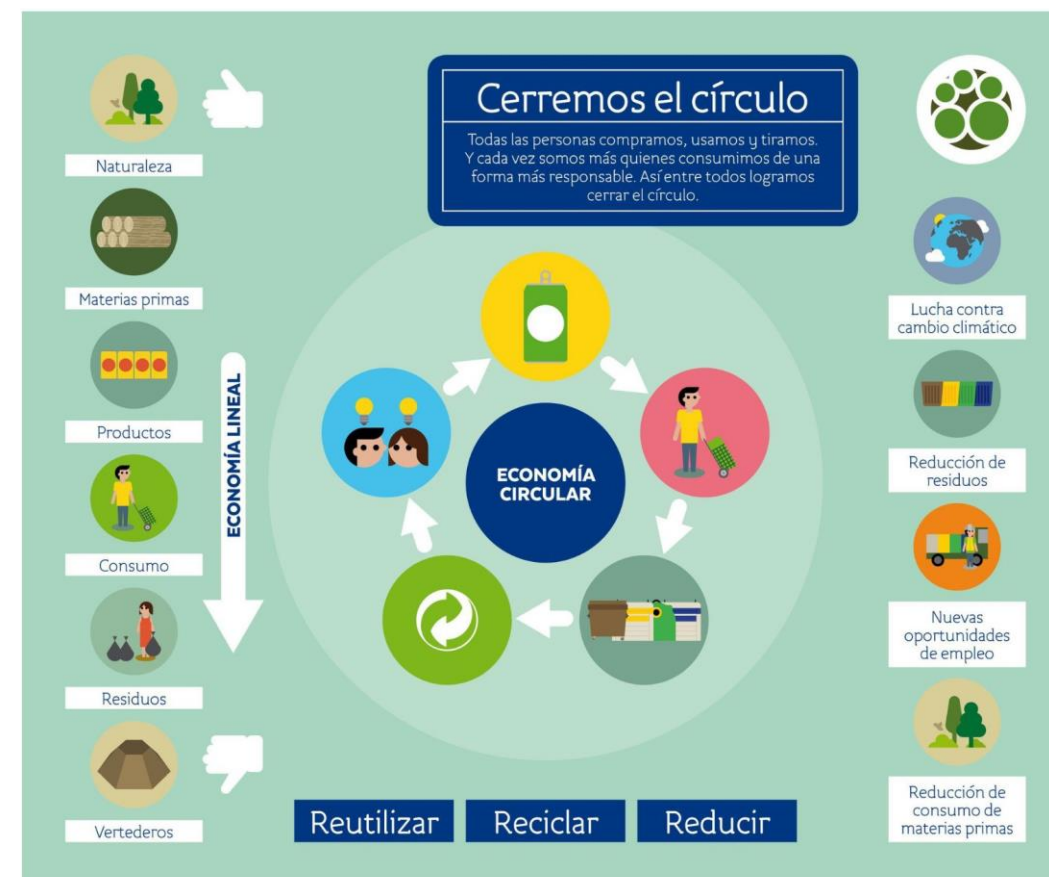 Cerremos el círculo
Todas las personas compramos, usamos y tiramos.
Y cada vez somos más quienes consumimos de una
forma más responsable. Así entre todos logramos
cerrar el círculo.
Naturaleza
Materias primas
Productos
Consumo
Residuos
Vertederos
ECONOMÍA LINEAL
ECONOMÍA
CIRCULAR
Lucha contra
cambio climático
Reducción de
residuos
Nuevas
oportunidades
de empleo
Reducción de
consumo de
materias primas
Reutilizar
Reciclar
Reducir